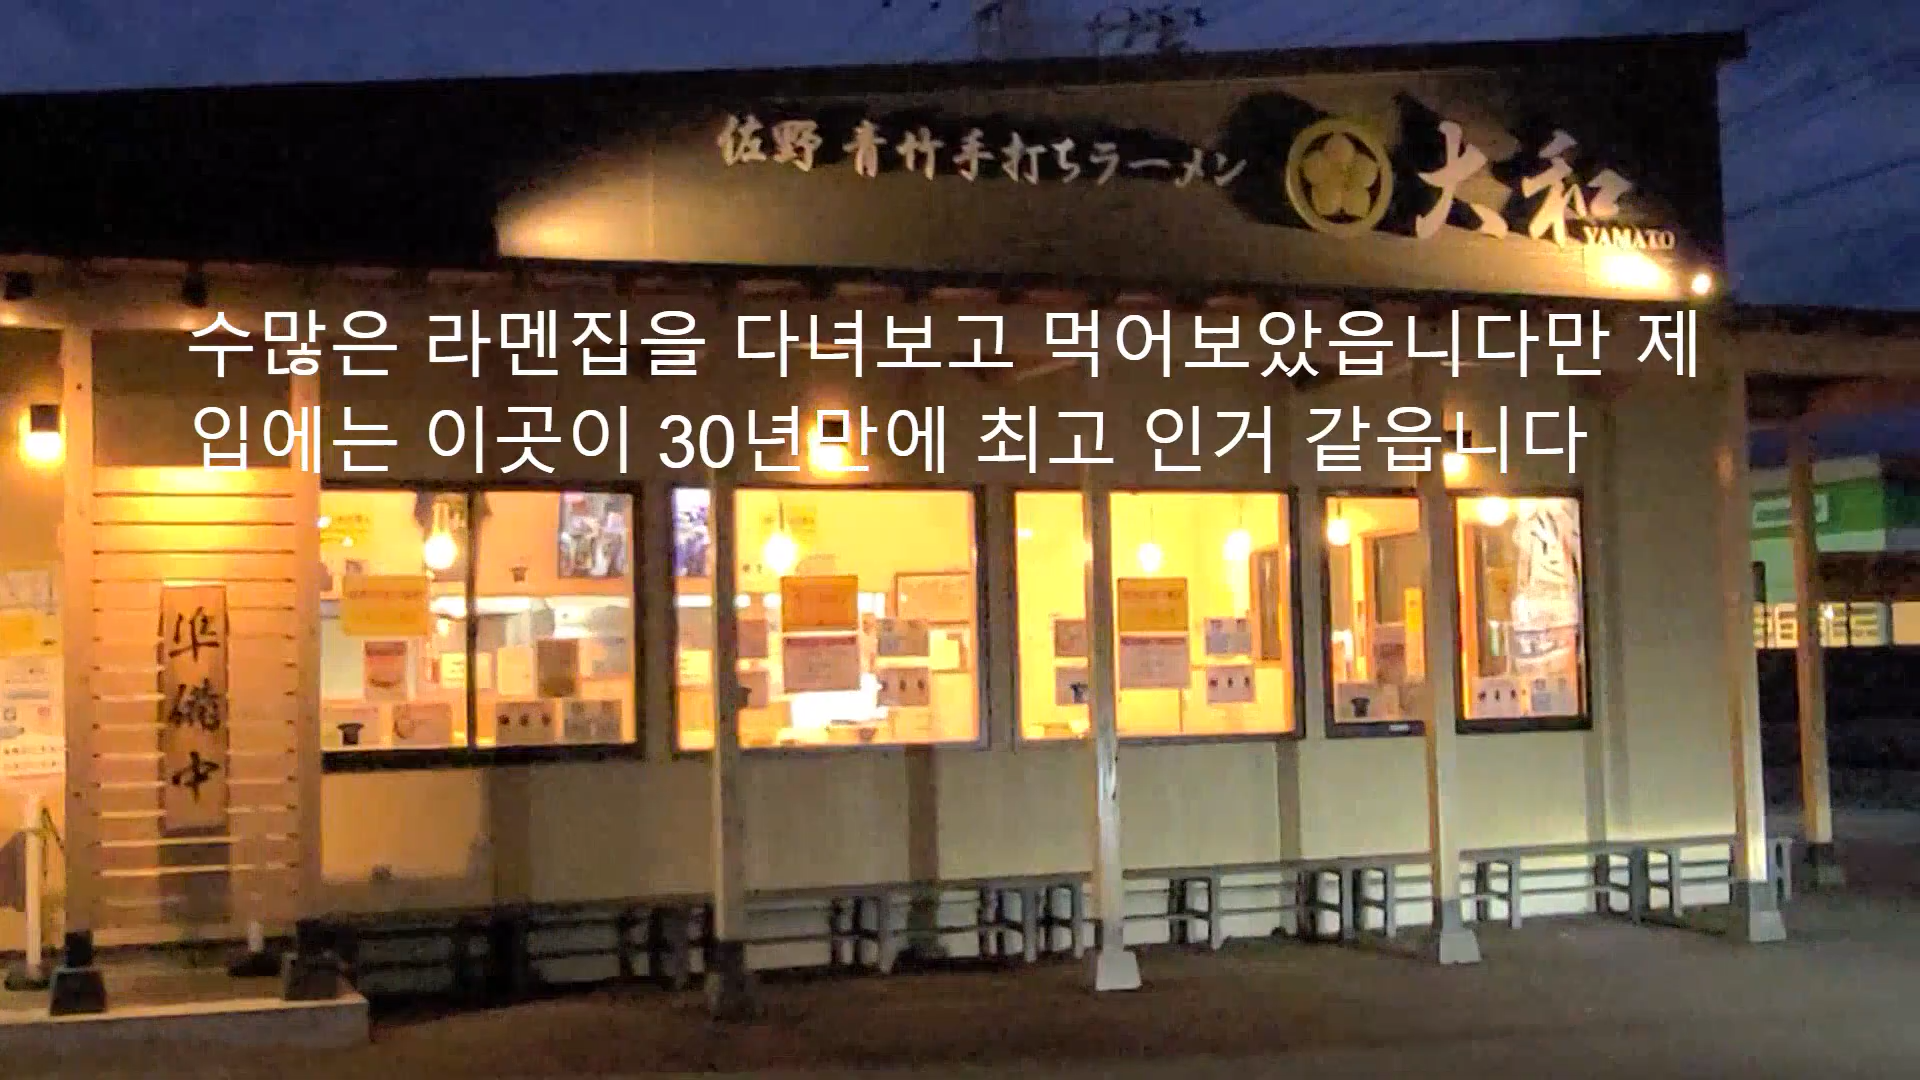 佐野 青竹手打ちラーメン 大和
YAMATO
수많은 라멘집을 다녀보고 먹어보았읍니다만 제
입에는 이곳이 30년만에 최고 인거 같읍니다
準備中